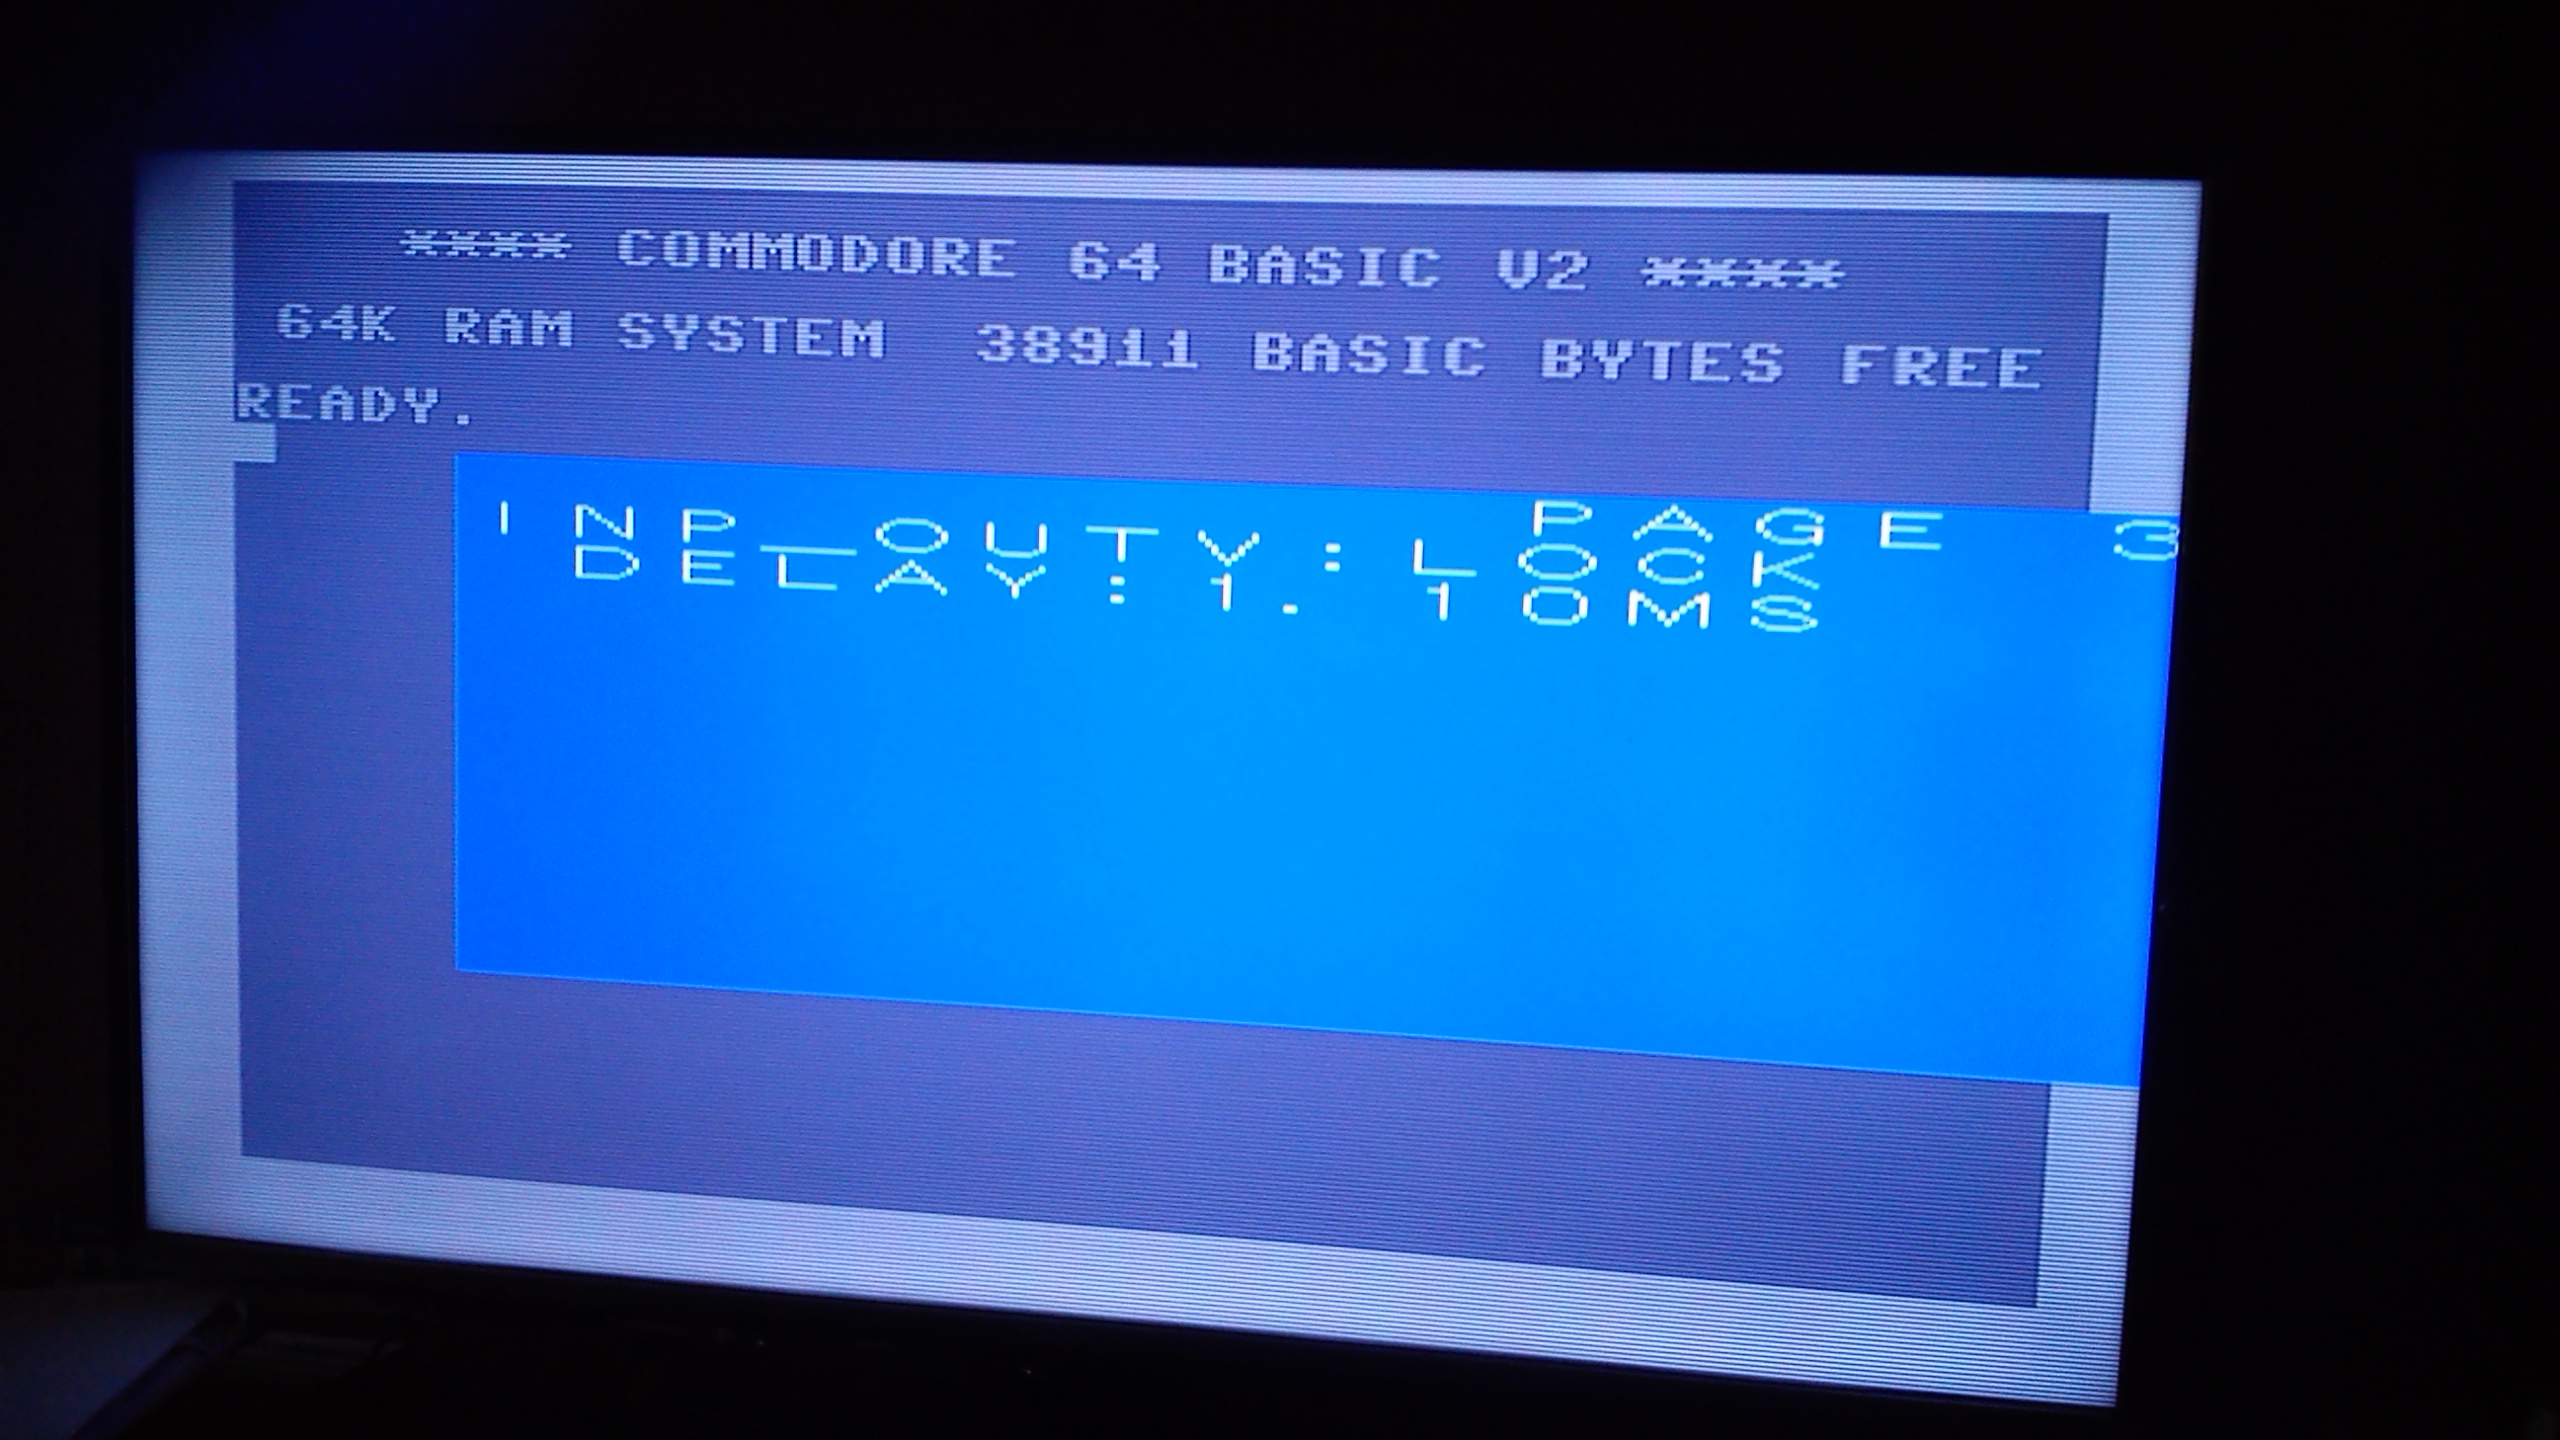 **** COMMODORE 64 BASIC V2 ****
64K RAM SYSTEM  38911 BASIC BYTES FREE
READY.
PAGE 3
INP_OUTY:LOCK
DELAY:1. 10MS